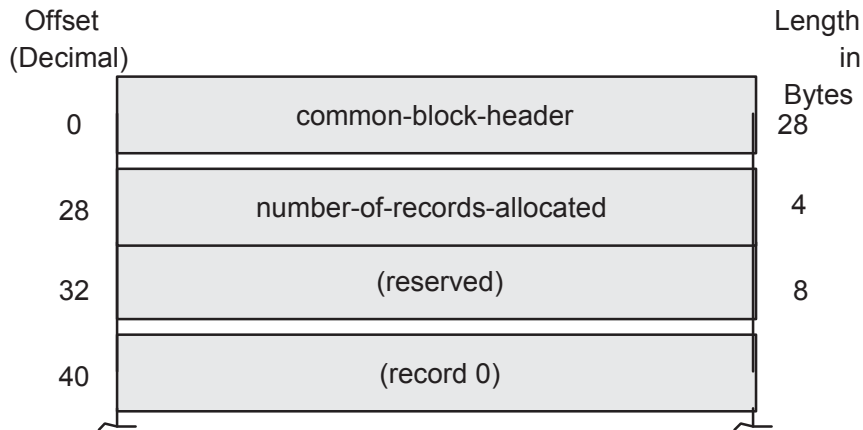 Offset
(Decimal)
Length
in
Bytes
0
common-block-header
28
28
number-of-records-allocated
4
32
(reserved)
8
40
(record 0)